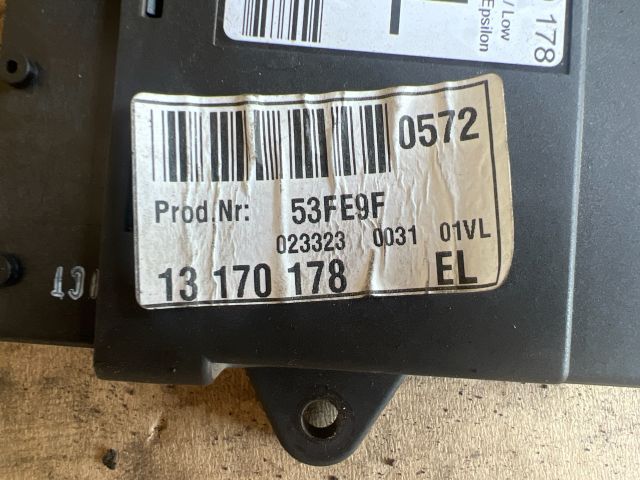 / Low
Epsilon
178
0572
Prod.Nr: 53FE9F
023323 0031 01VL
13 170 178 EL